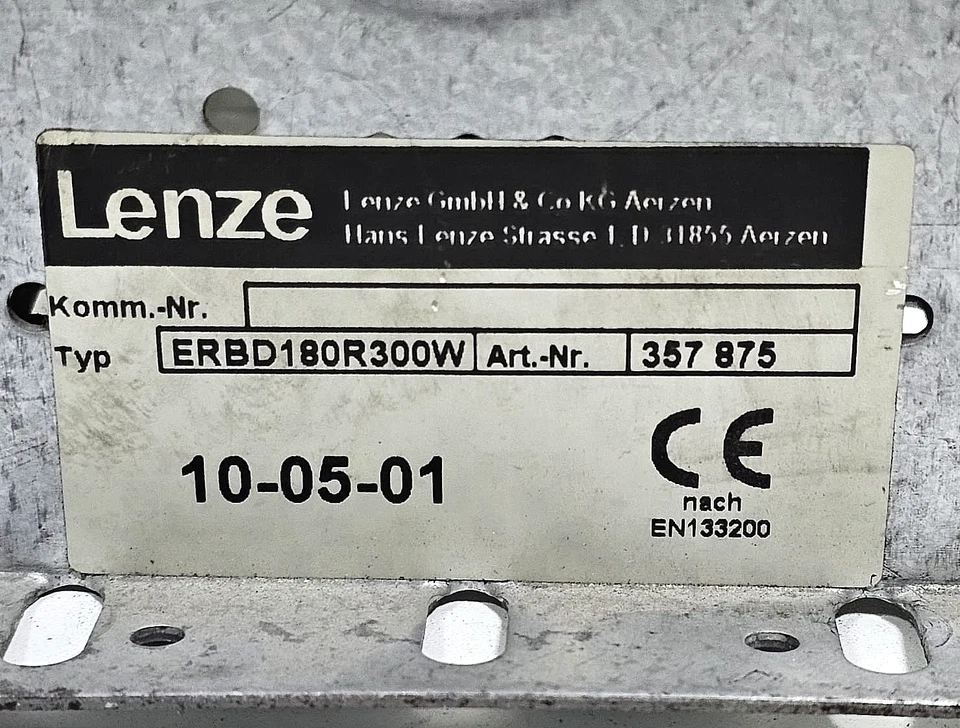 Lenze
Lenze GmbH & Co KG Aerzen
Hans Lenze Strasse 1, D 31855 Aerzen
Komm.-Nr.
Typ ERBD180R300W Art.-Nr. 357 875
10-05-01
CE
nach
EN133200